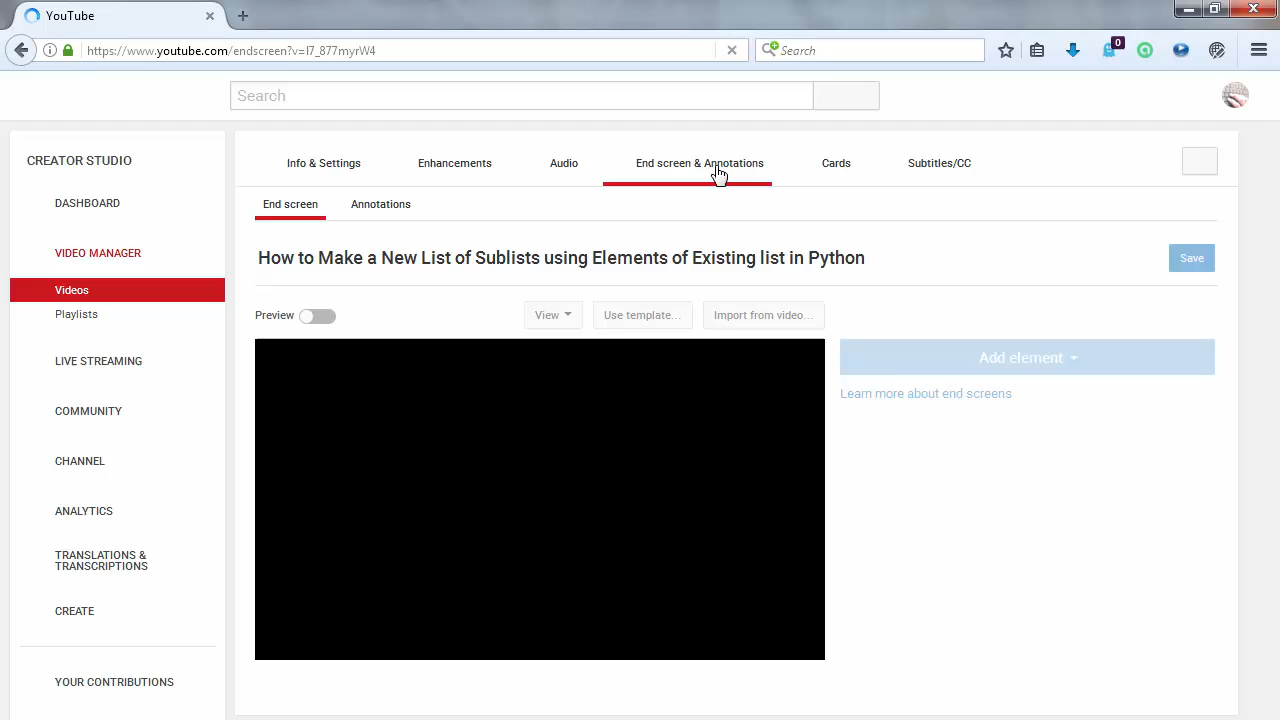 YouTube
https://www.youtube.com/endscreen?v=I7_877myrW4
Search
0
Search
CREATOR STUDIO
DASHBOARD
VIDEO MANAGER
Videos
Playlists
LIVE STREAMING
COMMUNITY
CHANNEL
ANALYTICS
TRANSLATIONS &
TRANSCRIPTIONS
CREATE
YOUR CONTRIBUTIONS
Info & Settings
Enhancements
Audio
End screen & Annotations
Cards
Subtitles/CC
End screen
Annotations
How to Make a New List of Sublists using Elements of Existing list in Python
Save
Preview
View
Use template...
Import from video...
Add element
Learn more about end screens